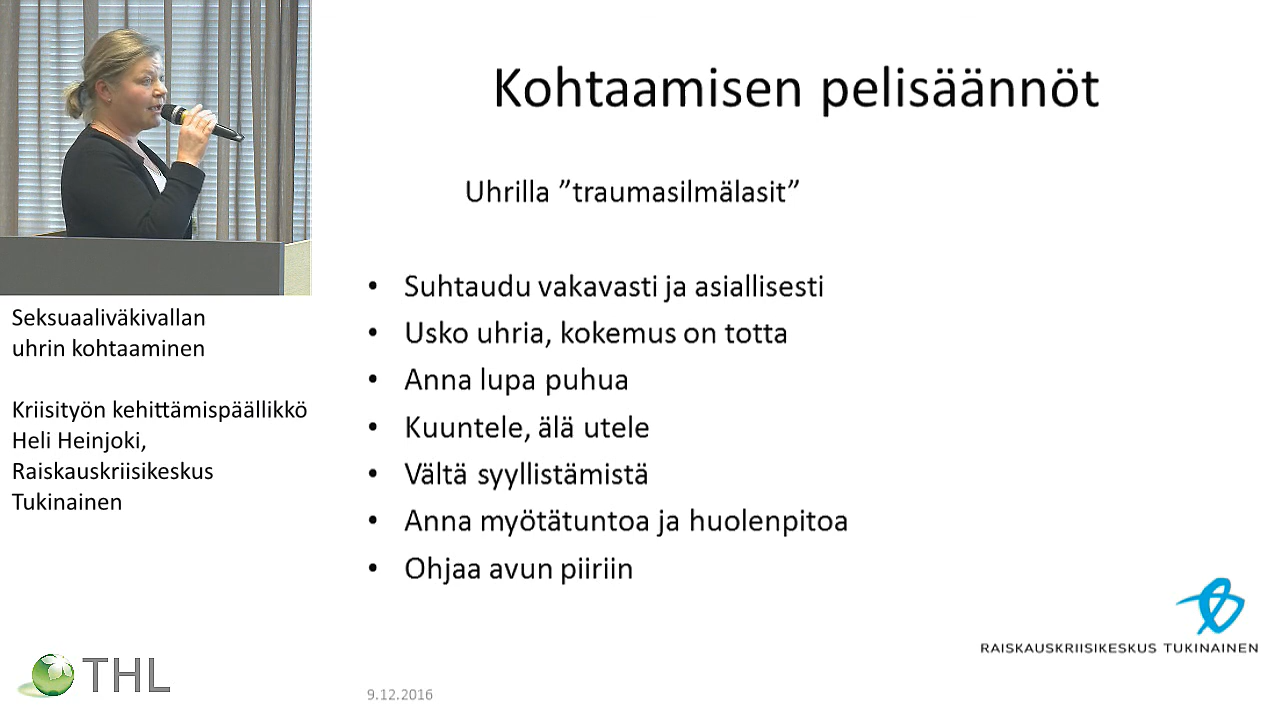 Kohtaamisen pelisäännöt
Uhrilla ”traumasilmälasit”
• Suhtaudu vakavasti ja asiallisesti
• Usko uhria, kokemus on totta
• Anna lupa puhua
• Kuuntele, älä utele
• Vältä syyllistämistä
• Anna myötätuntoa ja huolenpitoa
• Ohjaa avun piiriin
Seksuaaliväkivallan
uhrin kohtaaminen
Kriisityön kehittämispäällikkö
Heli Heinjoki,
Raiskauskriisikeskus
Tukinainen
RAISKAUSKRIISIKESKUS TUKINAINEN
THL
9.12.2016